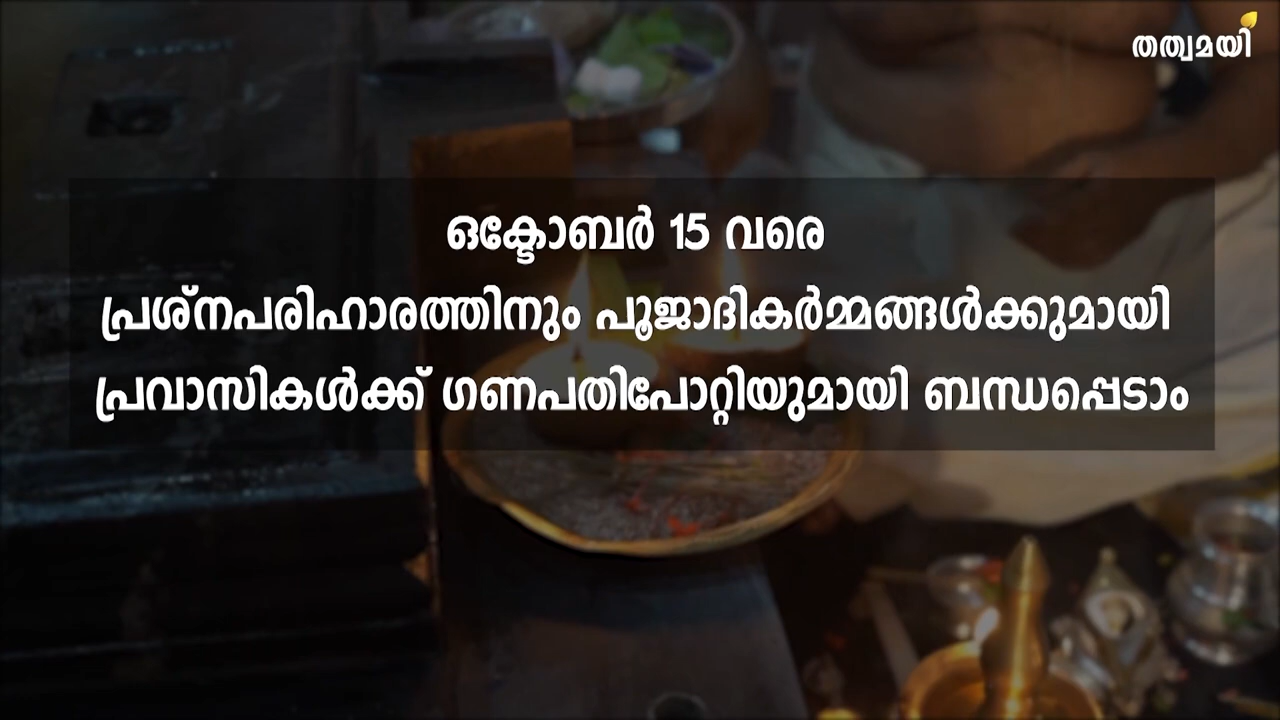 തത്വമയി
ഒക്ടോബർ 15 വരെ
പ്രശ്നപരിഹാരത്തിനും പൂജാദികർമ്മങ്ങൾക്കുമായി
പ്രവാസികൾക്ക് ഗണപതിപോറ്റിയുമായി ബന്ധപ്പെടാം